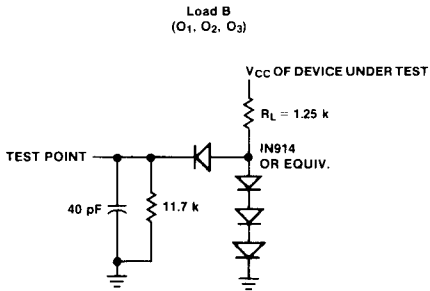 Load B
(O1, O2, O3)
VCC OF DEVICE UNDER TEST
RL = 1.25 k
IN914
OR EQUIV.
TEST POINT
40 pF
11.7 k